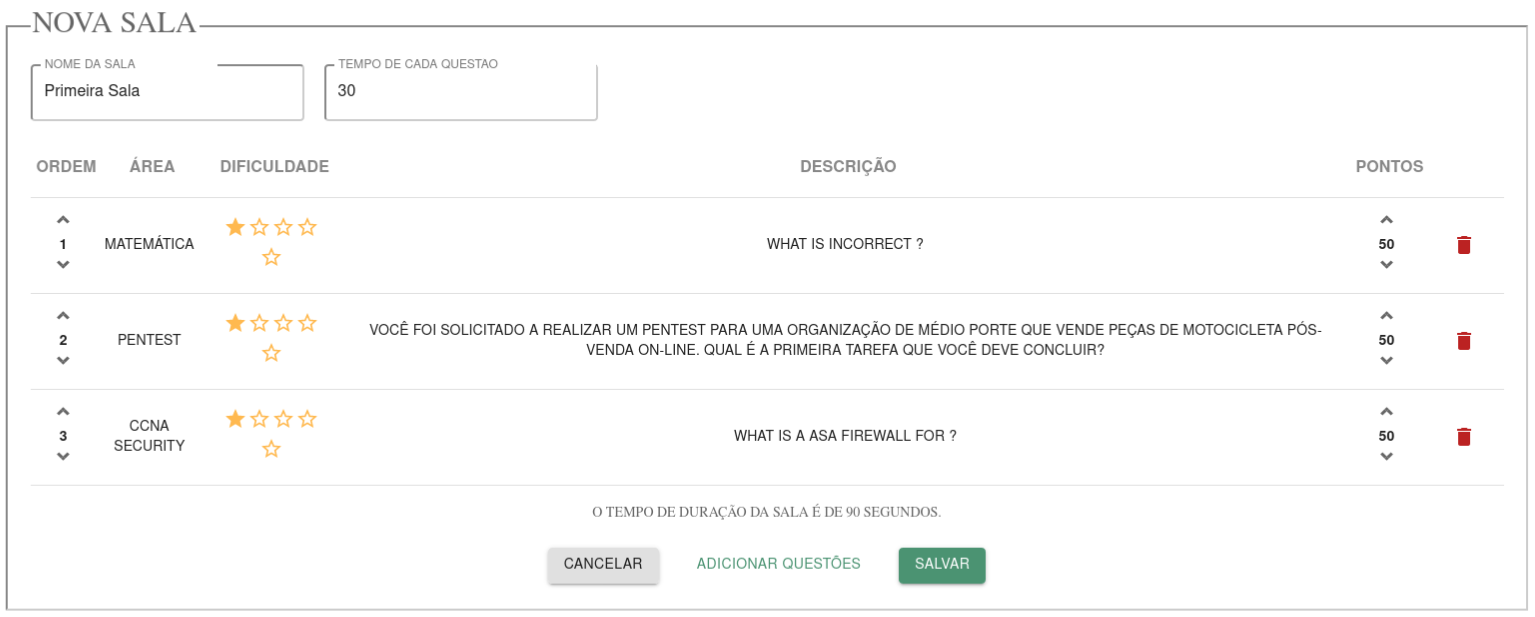 NOVA SALA
NOME DA SALA
Primeira Sala
TEMPO DE CADA QUESTAO
30
ORDEM ÁREA DIFICULDADE DESCRIÇÃO PONTOS
1 MATEMÁTICA WHAT IS INCORRECT ? 50
2 PENTEST VOCÊ FOI SOLICITADO A REALIZAR UM PENTEST PARA UMA ORGANIZAÇÃO DE MÉDIO PORTE QUE VENDE PEÇAS DE MOTOCICLETA PÓS-
VENDA ON-LINE. QUAL É A PRIMEIRA TAREFA QUE VOCÊ DEVE CONCLUIR? 50
3 CCNA
SECURITY WHAT IS A ASA FIREWALL FOR ? 50
O TEMPO DE DURAÇÃO DA SALA É DE 90 SEGUNDOS.
CANCELAR ADICIONAR QUESTÕES SALVAR